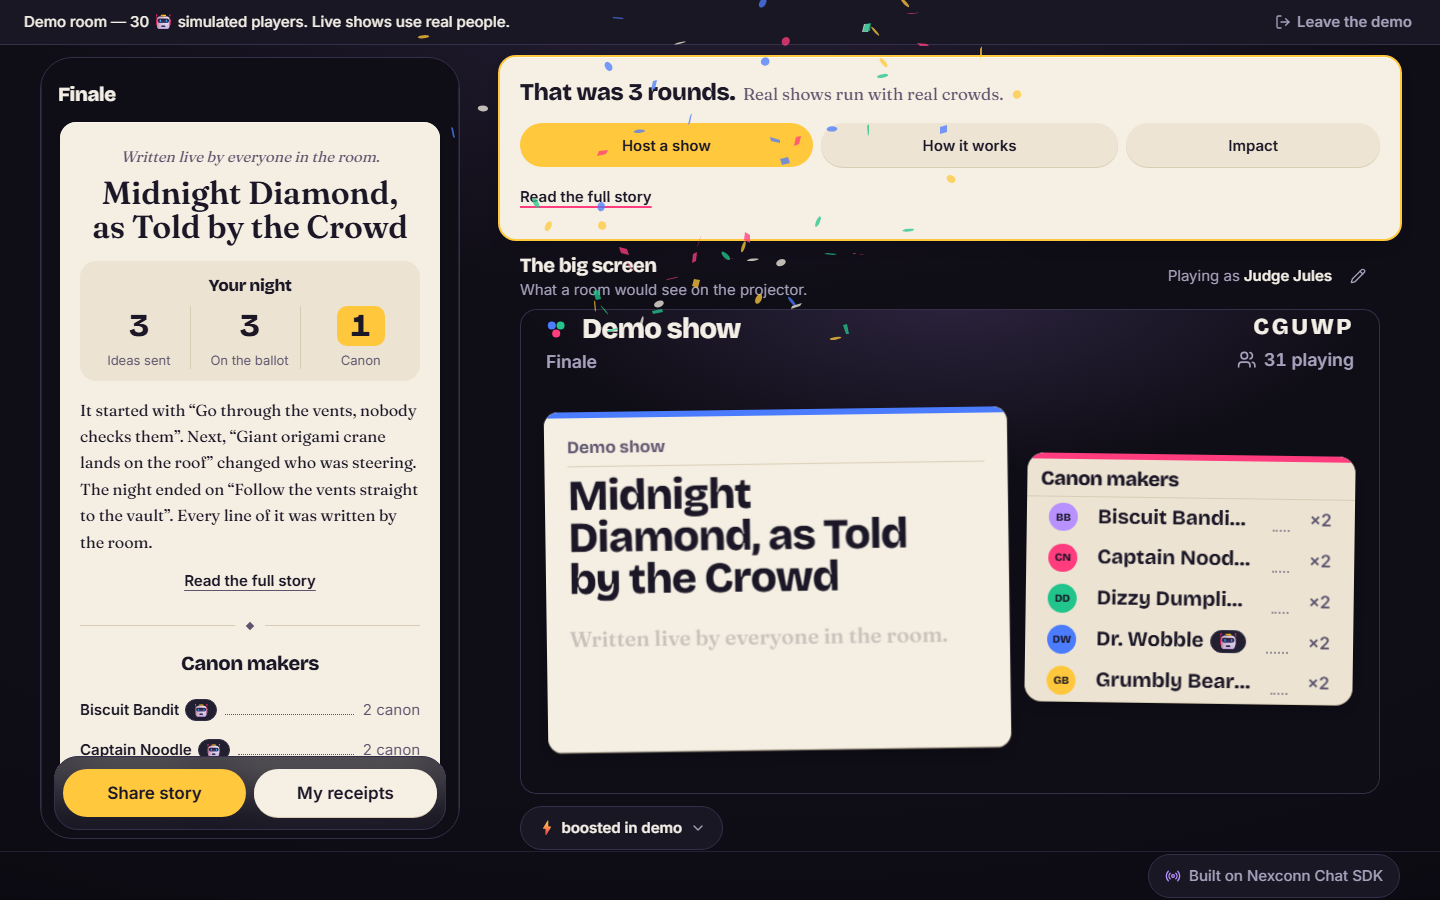 Demo room — 30 simulated players. Live shows use real people.
Leave the demo
Finale
Written live by everyone in the room.
Midnight Diamond,
as Told by the Crowd
Your night
3
3
1
Ideas sent
On the ballot
Canon
It started with “Go through the vents, nobody
checks them”. Next, “Giant origami crane
lands on the roof” changed who was steering.
The night ended on “Follow the vents straight
to the vault”. Every line of it was written by
the room.
Read the full story
Canon makers
Biscuit Bandit 2 canon
Captain Noodle 2 canon
Share story
My receipts
That was 3 rounds. Real shows run with real crowds.
Host a show
How it works
Impact
Read the full story
The big screen
What a room would see on the projector.
Playing as Judge Jules
Demo show
Finale
CGUWP
31 playing
Demo show
Midnight
Diamond, as Told
by the Crowd
Written live by everyone in the room.
Canon makers
BB Biscuit Bandi... ×2
CN Captain Nood... ×2
DD Dizzy Dumpli... ×2
DW Dr. Wobble ×2
GB Grumbly Bear... ×2
boosted in demo
Built on Nexconn Chat SDK